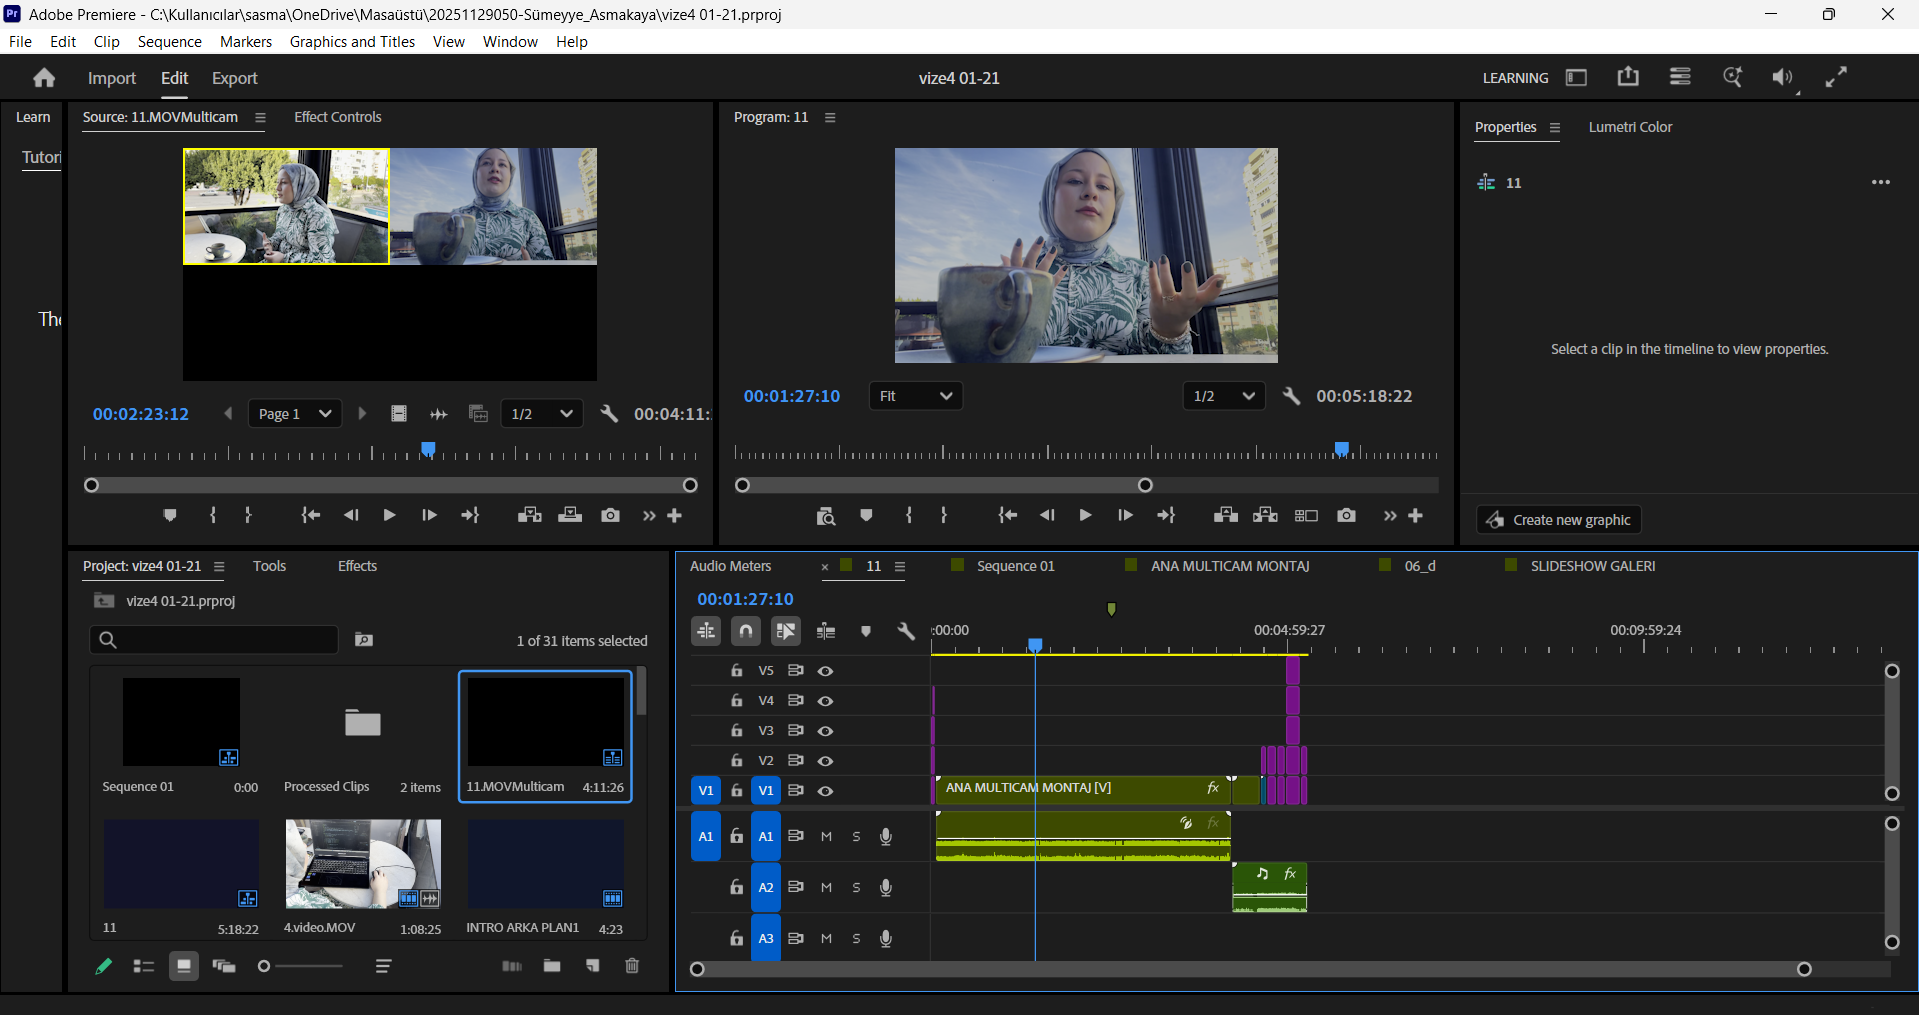 Pr Adobe Premiere - C:\Kullanıcılar\sasma\OneDrive\Masaüstü\20251129050-Sümeyye_Asmakaya\vize4 01-21.prproj
File Edit Clip Sequence Markers Graphics and Titles View Window Help
Import Edit Export
vize4 01-21
LEARNING
Learn
Tutori
The
Source: 11.MOVMulticam
Effect Controls
00:02:23:12
Page 1
1/2
00:04:11:
Program: 11
00:01:27:10
Fit
1/2
00:05:18:22
Properties
Lumetri Color
11
Select a clip in the timeline to view properties.
Create new graphic
Project: vize4 01-21
Tools
Effects
vize4 01-21.prproj
1 of 31 items selected
Sequence 01 0:00
Processed Clips 2 items
11.MOVMulticam 4:11:26
11 5:18:22
4.video.MOV 1:08:25
INTRO ARKA PLAN1 4:23
Audio Meters
× 11
Sequence 01
ANA MULTICAM MONTAJ
06_d
SLIDESHOW GALERI
00:01:27:10
:00:00
00:04:59:27
00:09:59:24
V5
V4
V3
V2
V1 V1
ANA MULTICAM MONTAJ [V] fx
A1 A1 M S
fx
A2 M S
fx
A3 M S